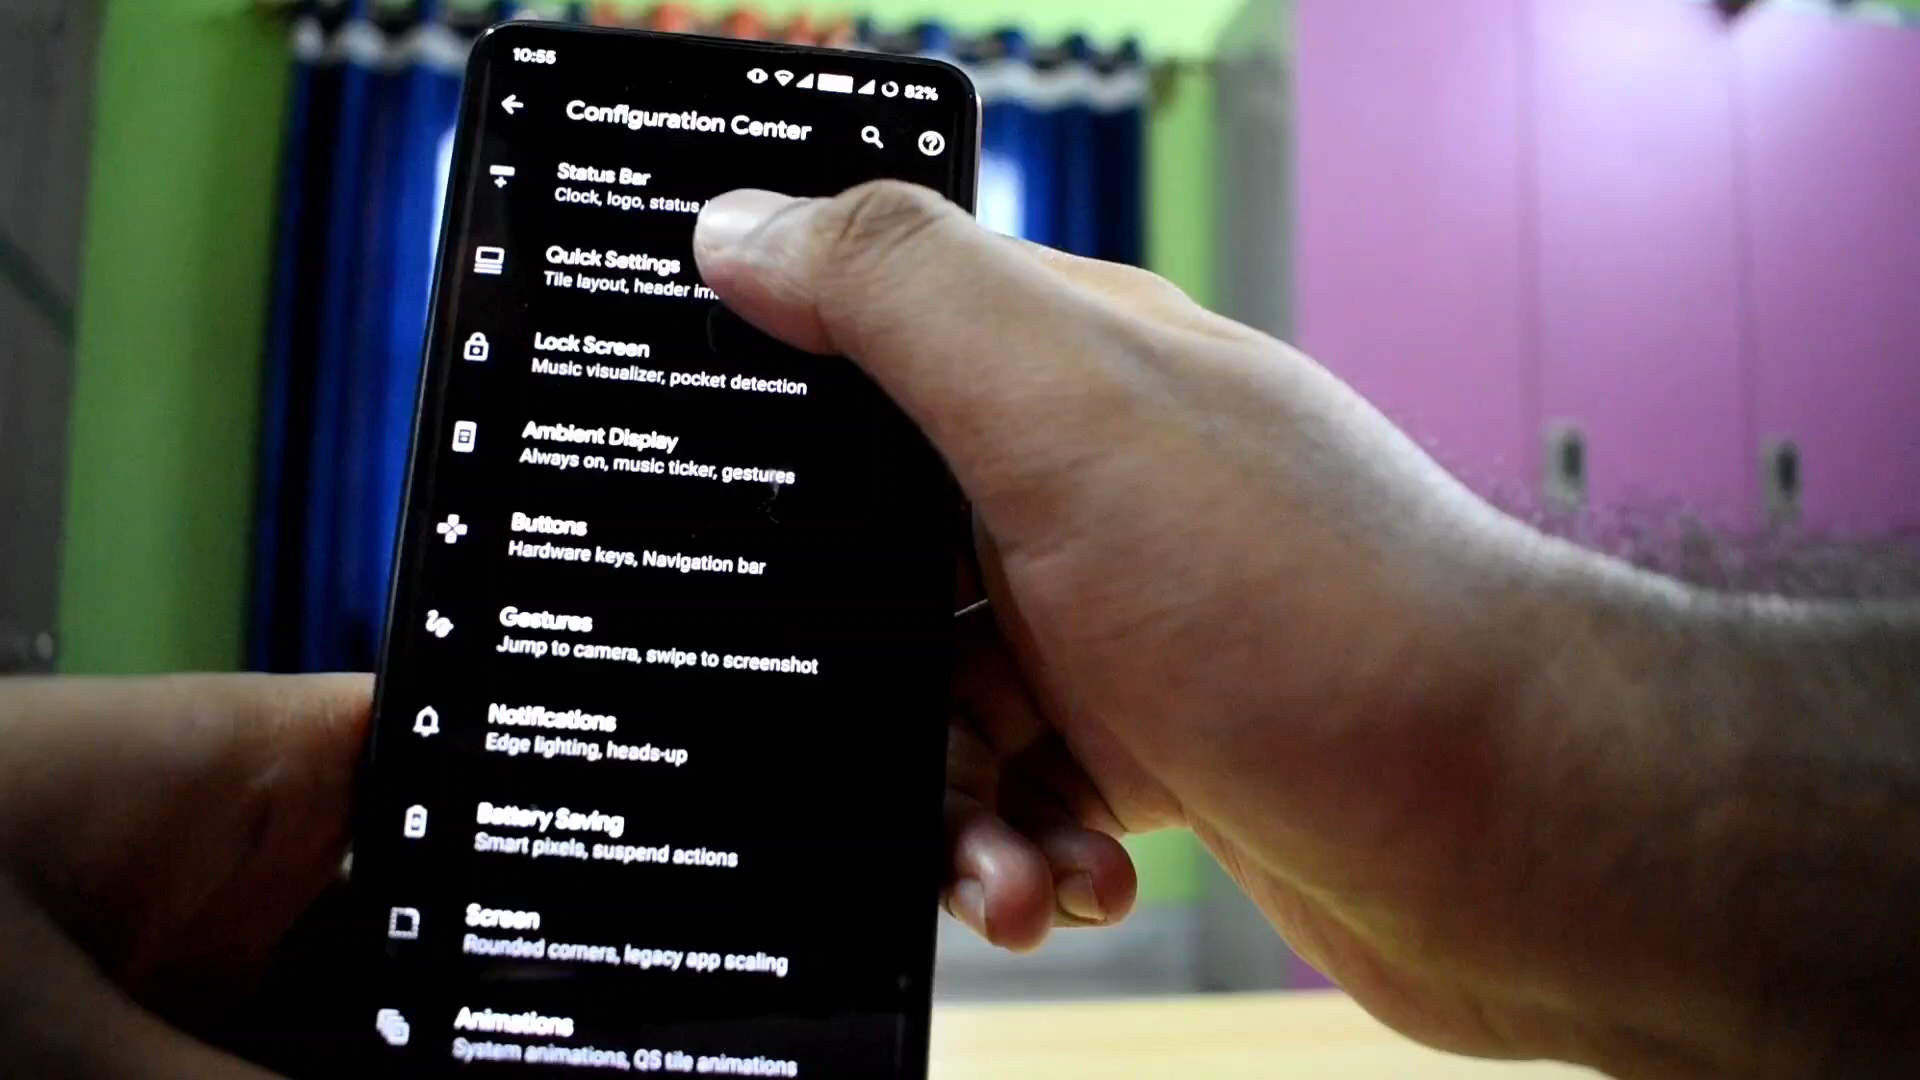 10:55
82%
Configuration Center
Status Bar
Clock, logo, status
Quick Settings
Tile layout, header im
Lock Screen
Music visualizer, pocket detection
Ambient Display
Always on, music ticker, gestures
Buttons
Hardware keys, Navigation bar
Gestures
Jump to camera, swipe to screenshot
Notifications
Edge lighting, heads-up
Battery Saving
Smart pixels, suspend actions
Screen
Rounded corners, legacy app scaling
Animations
System animations, QS tile animations